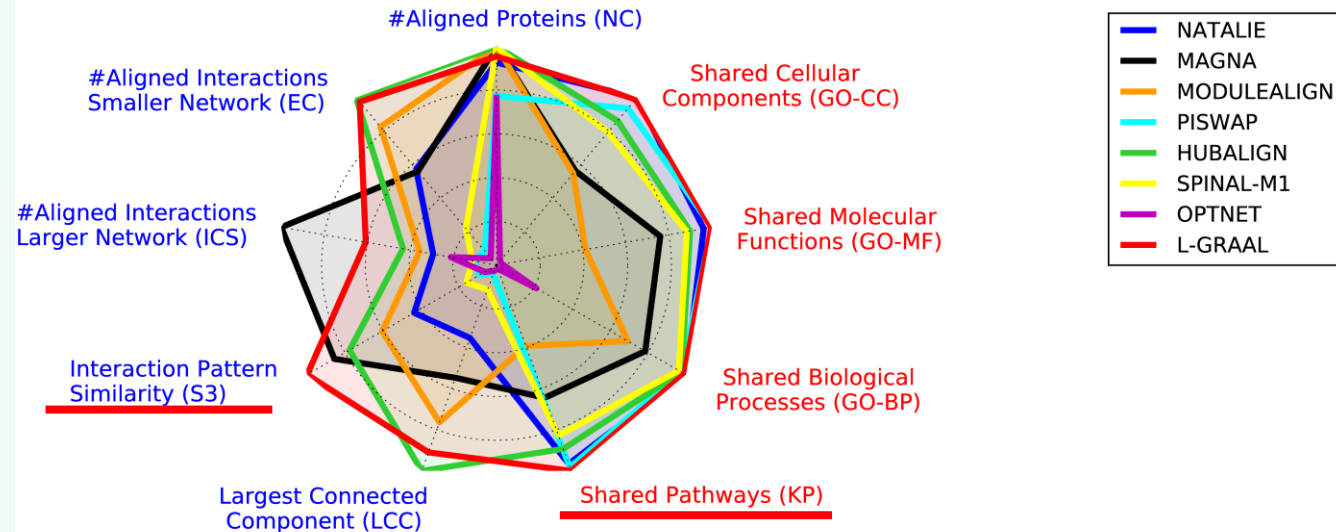 #Aligned Proteins (NC)
#Aligned Interactions
Smaller Network (EC)
Shared Cellular
Components (GO-CC)
#Aligned Interactions
Larger Network (ICS)
Shared Molecular
Functions (GO-MF)
Interaction Pattern
Similarity (S3)
Shared Biological
Processes (GO-BP)
Largest Connected
Component (LCC)
Shared Pathways (KP)
NATALIE
MAGNA
MODULEALIGN
PISWAP
HUBALIGN
SPINAL-M1
OPTNET
L-GRAAL